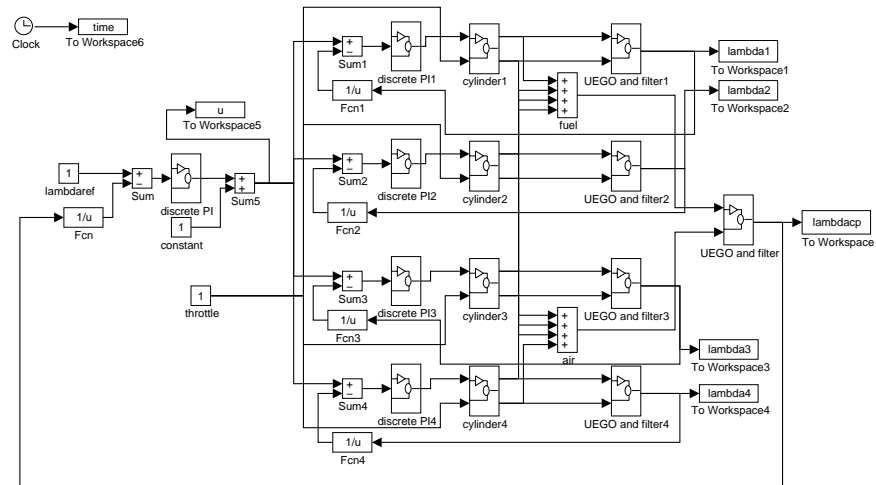 time
Clock
To Workspace6
+
−
Sum1
discrete PI1
cylinder1
UEGO and filter1
lambda1
To Workspace1
1/u
Fcn1
+
+
+
+
fuel
lambda2
To Workspace2
u
To Workspace5
1
lambdaref
+
−
Sum
discrete PI
+
+
Sum5
1/u
Fcn
1
constant
+
−
Sum2
discrete PI2
cylinder2
UEGO and filter2
1/u
Fcn2
UEGO and filter
lambdacp
To Workspace
1
throttle
+
−
Sum3
discrete PI3
cylinder3
UEGO and filter3
1/u
Fcn3
+
+
+
+
air
lambda3
To Workspace3
+
−
Sum4
discrete PI4
cylinder4
UEGO and filter4
lambda4
To Workspace4
1/u
Fcn4